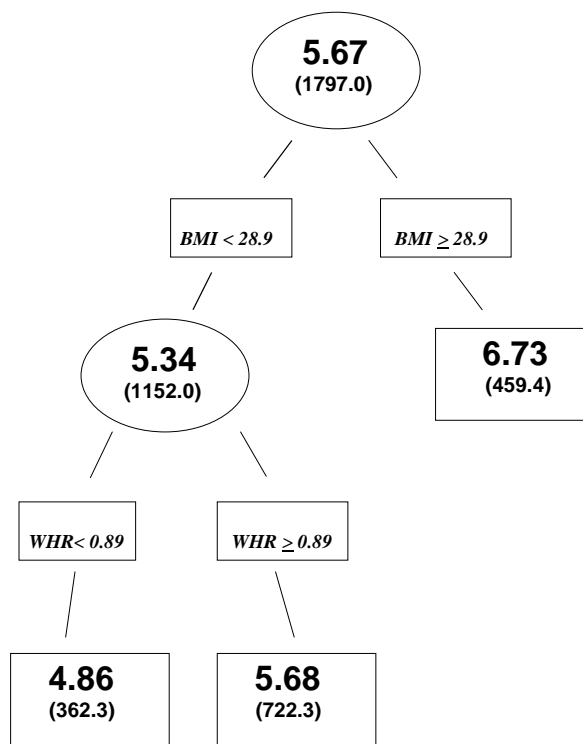 5.67
(1797.0)
BMI < 28.9
BMI ≥ 28.9
5.34
(1152.0)
6.73
(459.4)
WHR< 0.89
WHR ≥ 0.89
4.86
(362.3)
5.68
(722.3)